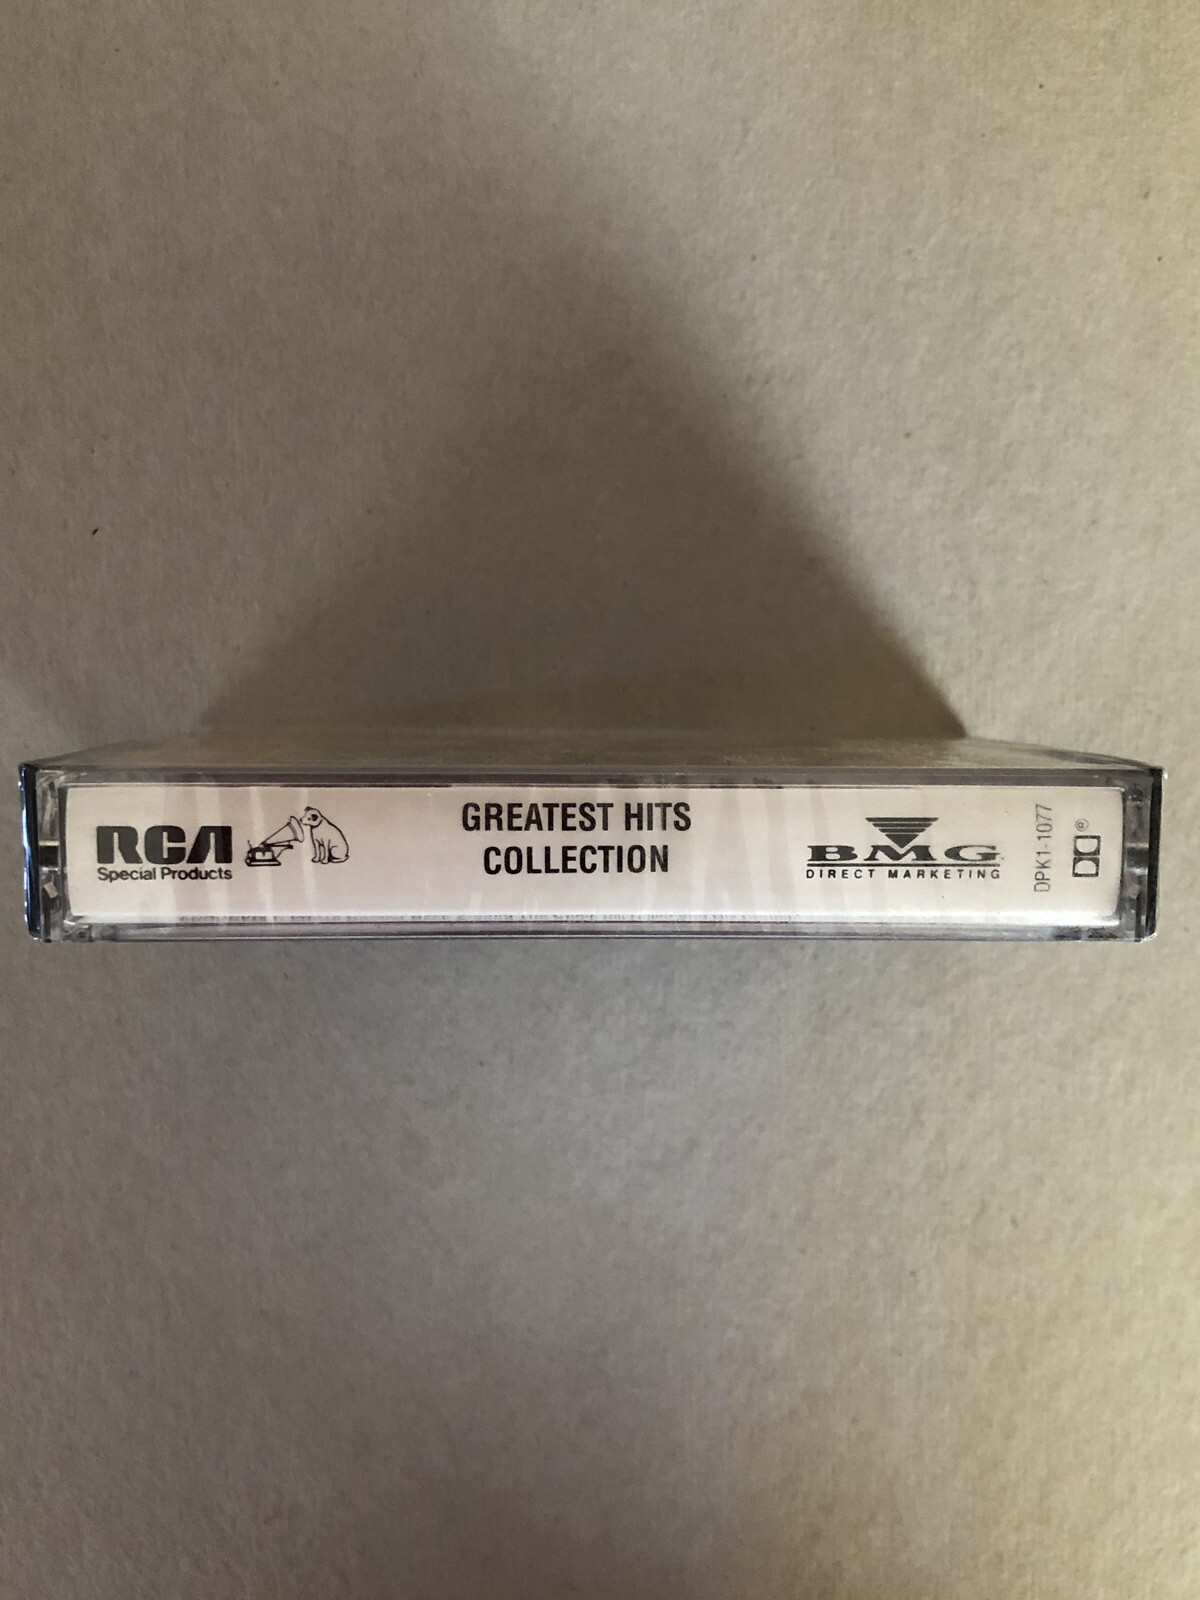 RCA
Special Products
GREATEST HITS
COLLECTION
BMG
DIRECT MARKETING
DPK1-1077